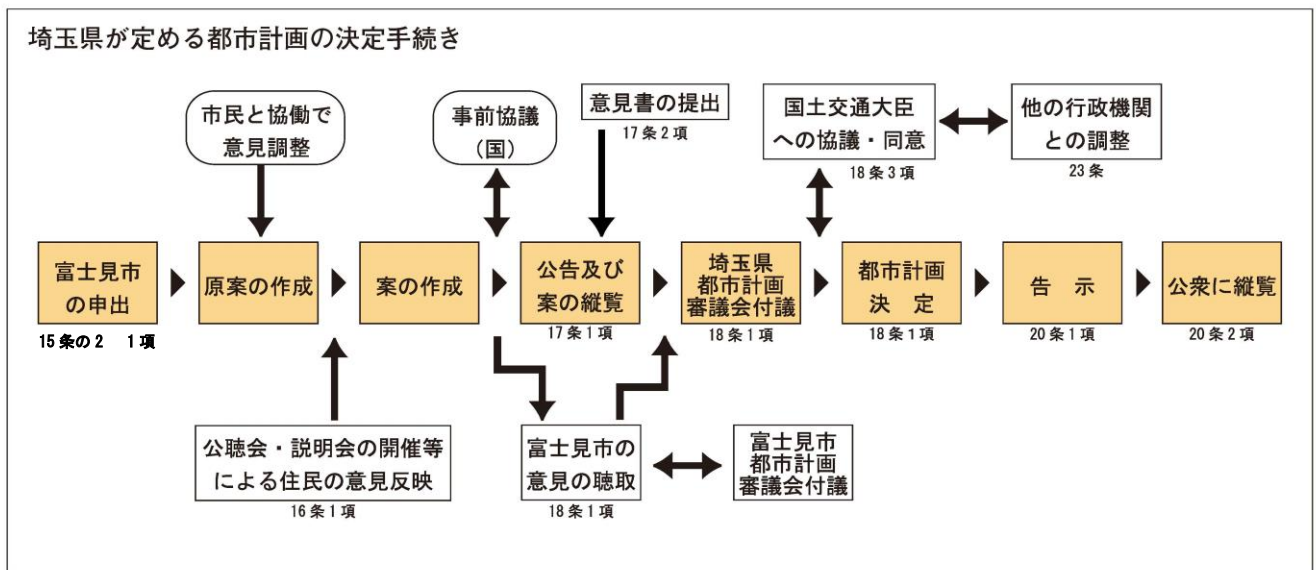 埼玉県が定める都市計画の決定手続き
市民と協働で
意見調整
事前協議
（国）
意見書の提出
17条2項
国土交通大臣
への協議・同意
18条3項
他の行政機関
との調整
23条
富士見市
の申出
15条の2 1項
原案の作成
案の作成
公告及び
案の縦覧
17条1項
埼玉県
都市計画
審議会付議
18条1項
都市計画
決 定
18条1項
告 示
20条1項
公衆に縦覧
20条2項
公聴会・説明会の開催等
による住民の意見反映
16条1項
富士見市の
意見の聴取
18条1項
富士見市
都市計画
審議会付議